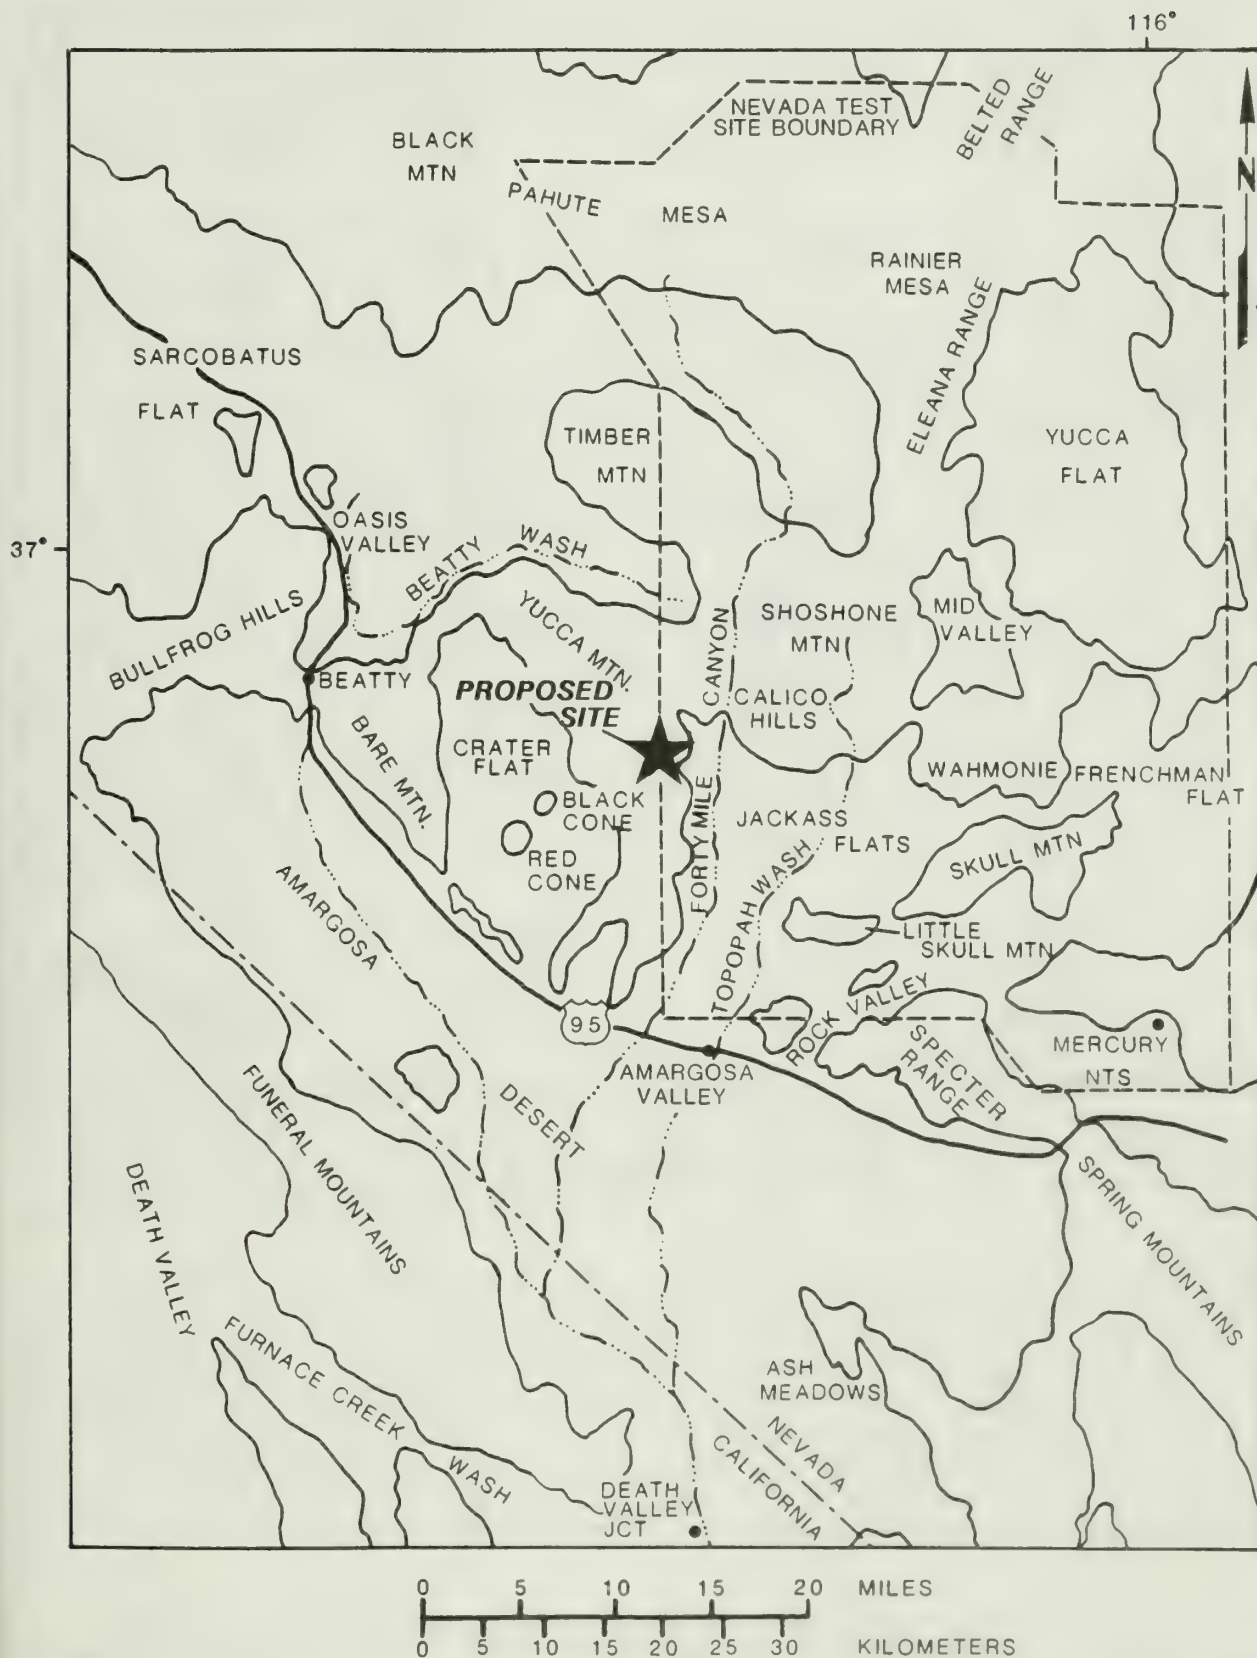 116°
NEVADA TEST
SITE BOUNDARY
BELTED
RANGE
N
BLACK
MTN
PAHUTE MESA
RAINIER
MESA
SARCOBATUS
FLAT
ELEANA RANGE
TIMBER
MTN
YUCCA
FLAT
37°
OASIS
VALLEY
BEATTY WASH
BULLFROG HILLS
YUCCA MTN.
SHOSHONE
MTN
MID
VALLEY
BEATTY
PROPOSED
SITE
CANYON
CALICO
HILLS
BARE MTN.
CRATER
FLAT
WAHMONIE
FRENCHMAN
FLAT
BLACK
CONE
RED
CONE
FORTY MILE
JACKASS
FLATS
SKULL MTN
AMARGOSA
TOPOPAH WASH
LITTLE
SKULL MTN
ROCK VALLEY
95
SPECTER
RANGE
MERCURY
NTS
AMARGOSA
VALLEY
DESERT
FUNERAL MOUNTAINS
DEATH VALLEY
SPRING MOUNTAINS
FURNACE CREEK
WASH
ASH
MEADOWS
NEVADA
CALIFORNIA
DEATH
VALLEY
JCT
0 5 10 15 20 MILES
0 5 10 15 20 25 30 KILOMETERS